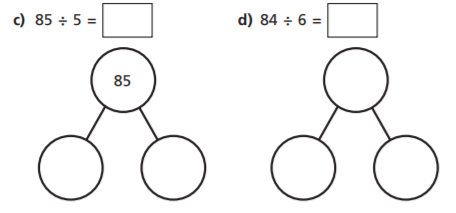 c) 85 ÷ 5 =
d) 84 ÷ 6 =
85